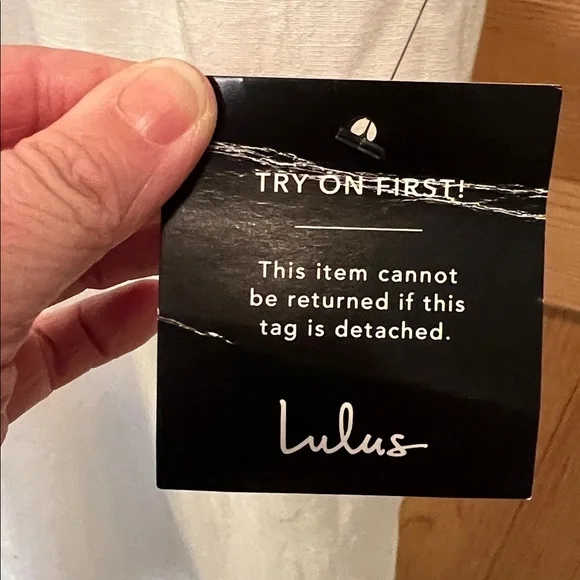 TRY ON FIRST!
This item cannot
be returned if this
tag is detached.
Lulus